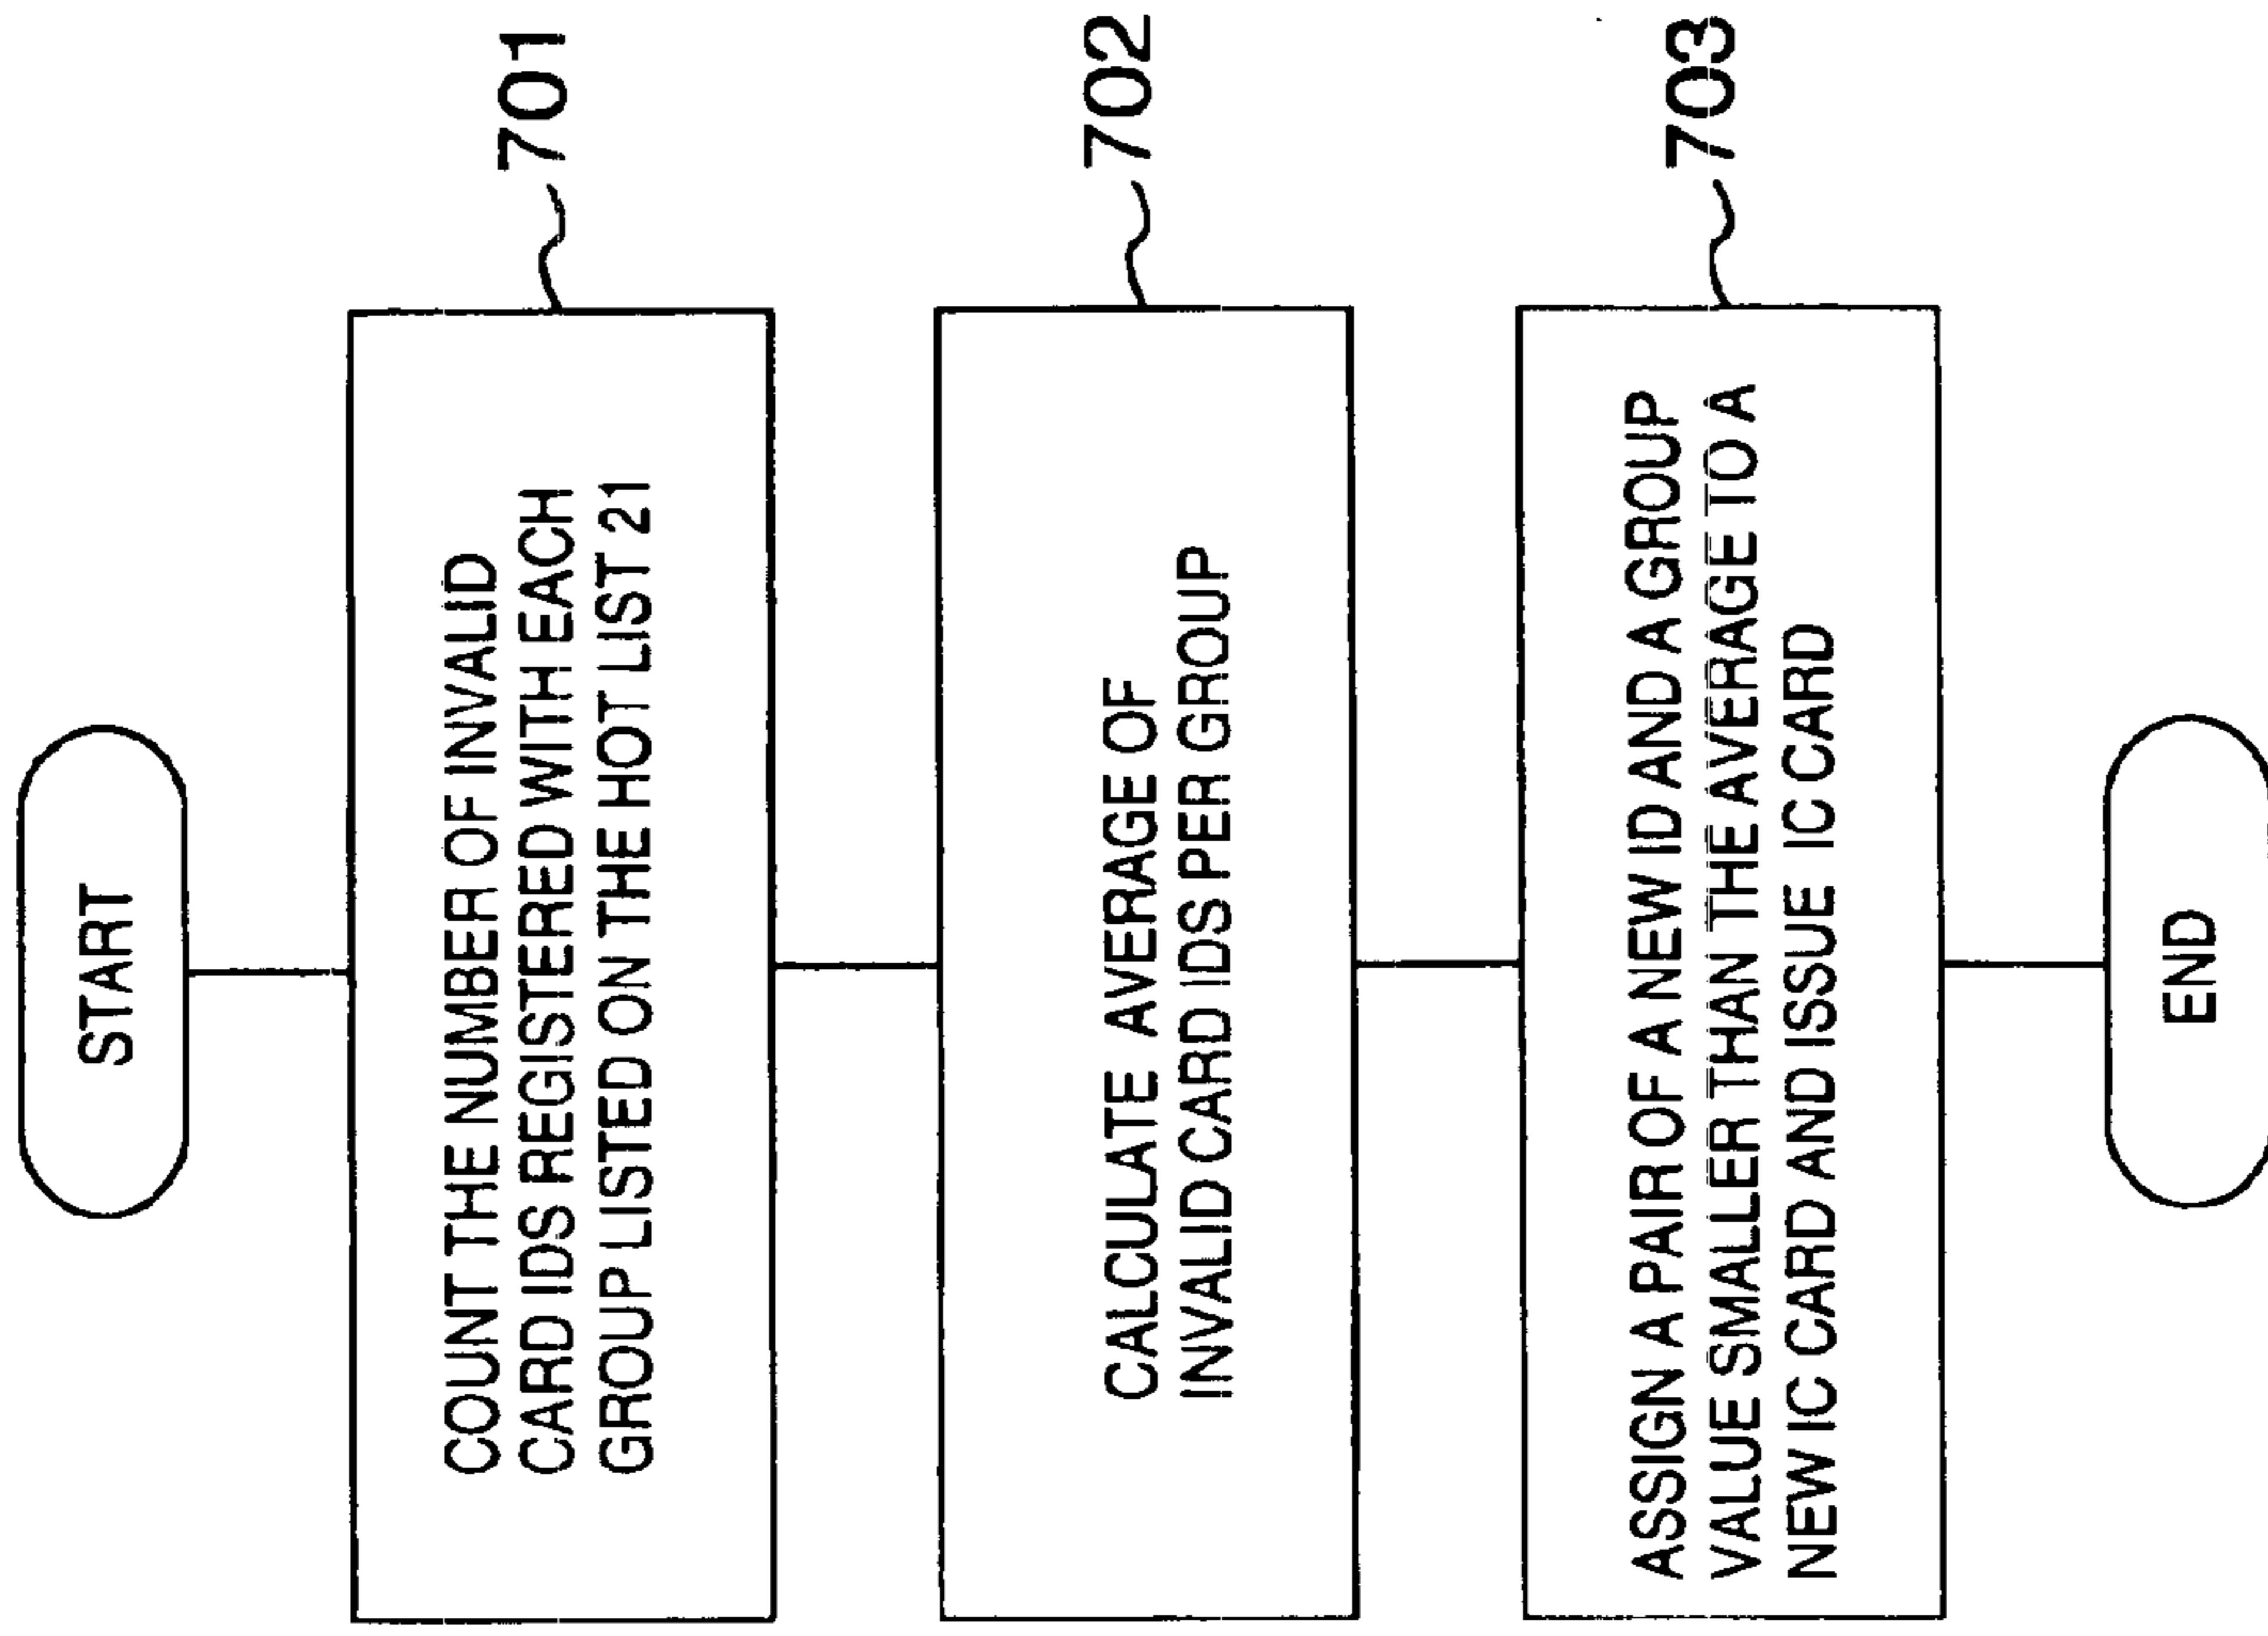 START
COUNT THE NUMBER OF INVALID
CARD IDS REGISTERED WITH EACH
GROUP LISTED ON THE HOT LIST 21
701
CALCULATE AVERAGE OF
INVALID CARD IDS PER GROUP
702
ASSIGN A PAIR OF A NEW ID AND A GROUP
VALUE SMALLER THAN THE AVERAGE TO A
NEW IC CARD AND ISSUE IC CARD
703
END